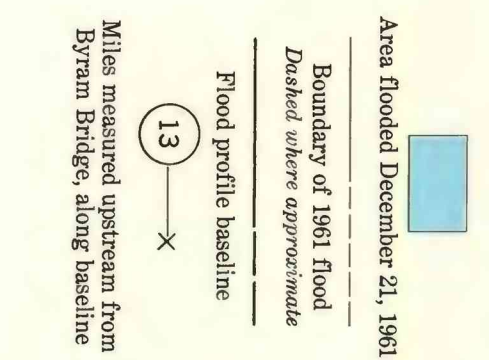 Area flooded December 21, 1961
Boundary of 1961 flood
Dashed where approximate
Flood profile baseline
13
Miles measured upstream from
Byram Bridge, along baseline